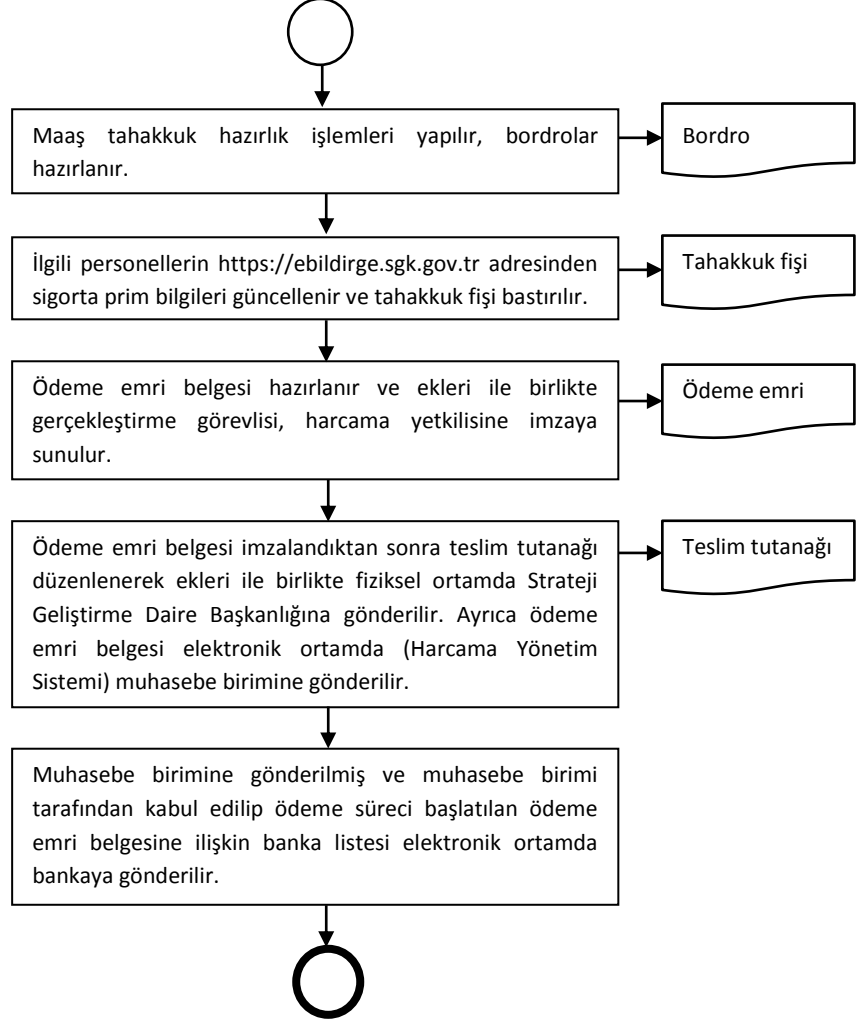 Maaş tahakkuk hazırlık işlemleri yapılır, bordrolar
hazırlanır.
Bordro
İlgili personellerin https://ebildirge.sgk.gov.tr adresinden
sigorta prim bilgileri güncellenir ve tahakkuk fişi bastırılır.
Tahakkuk fişi
Ödeme emri belgesi hazırlanır ve ekleri ile birlikte
gerçekleştirme görevlisi, harcama yetkilisine imzaya
sunulur.
Ödeme emri
Ödeme emri belgesi imzalandıktan sonra teslim tutanağı
düzenlenerek ekleri ile birlikte fiziksel ortamda Strateji
Geliştirme Daire Başkanlığına gönderilir. Ayrıca ödeme
emri belgesi elektronik ortamda (Harcama Yönetim
Sistemi) muhasebe birimine gönderilir.
Teslim tutanağı
Muhasebe birimine gönderilmiş ve muhasebe birimi
tarafından kabul edilip ödeme süreci başlatılan ödeme
emri belgesine ilişkin banka listesi elektronik ortamda
bankaya gönderilir.